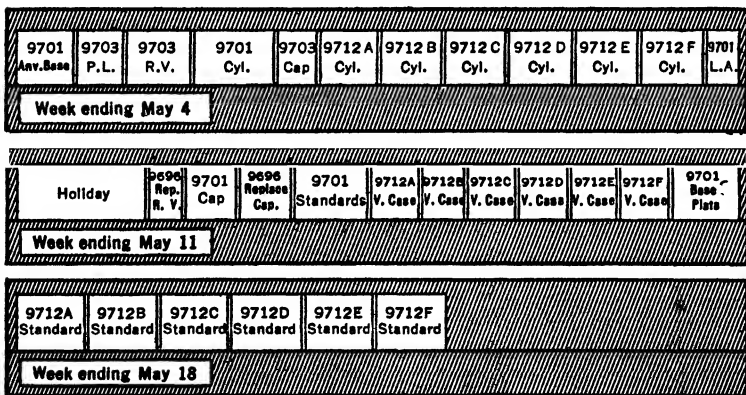 9701 Anv. Base
9703 P.L.
9703 R.V.
9701 Cyl.
9703 Cap
9712 A Cyl.
9712 B Cyl.
9712 C Cyl.
9712 D Cyl.
9712 E Cyl.
9712 F Cyl.
9701 L.A.
Week ending May 4
Holiday
9696 Rep. R. V.
9701 Cap
9696 Replace Cap.
9701 Standards
9712A V. Case
9712B V. Case
9712C V. Case
9712D V. Case
9712E V. Case
9712F V. Case
9701 Base Plats
Week ending May 11
9712A Standard
9712B Standard
9712C Standard
9712D Standard
9712E Standard
9712F Standard
Week ending May 18